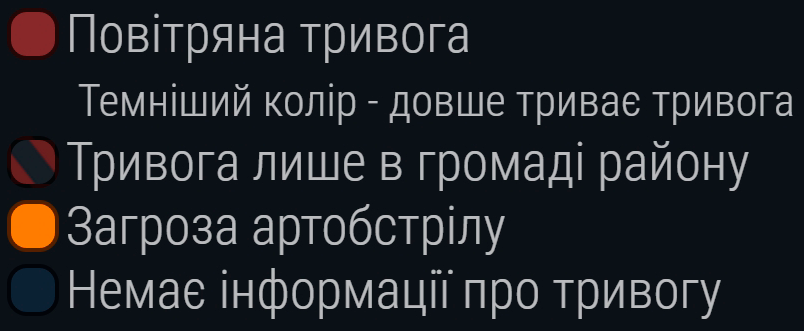 Повітряна тривога
Темніший колір - довше триває тривога
Тривога лише в громаді району
Загроза артобстрілу
Немає інформації про тривогу